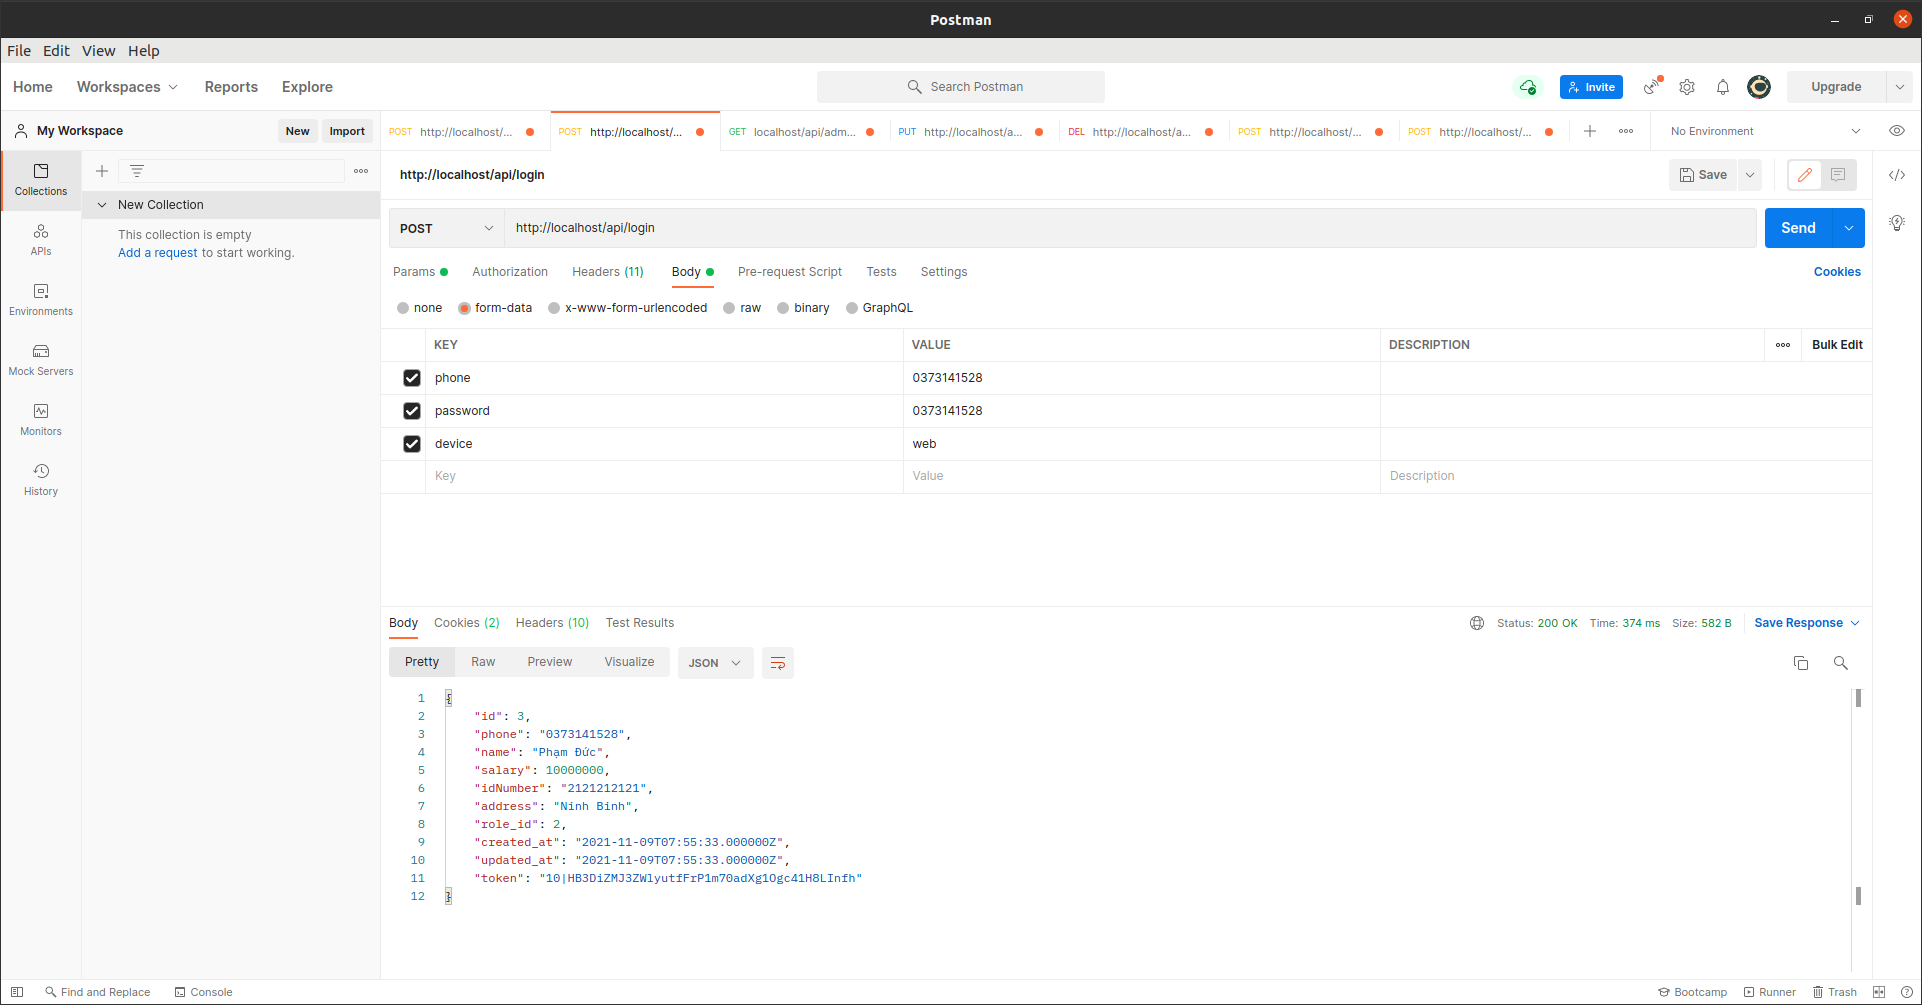 Postman
File Edit View Help
Home Workspaces Reports Explore Search Postman Invite Upgrade
My Workspace New Import
POST http://localhost/... POST http://localhost/... GET localhost/api/adm... PUT http://localhost/a... DEL http://localhost/a... POST http://localhost/... POST http://localhost/... No Environment
Collections
APIs
Environments
Mock Servers
Monitors
History
New Collection
This collection is empty
Add a request to start working.
http://localhost/api/login Save
POST http://localhost/api/login Send
Params Authorization Headers (11) Body Pre-request Script Tests Settings Cookies
none form-data x-www-form-urlencoded raw binary GraphQL
KEY VALUE DESCRIPTION Bulk Edit
phone 0373141528
password 0373141528
device web
Key Value Description
Body Cookies (2) Headers (10) Test Results Status: 200 OK Time: 374 ms Size: 582 B Save Response
Pretty Raw Preview Visualize JSON
1 {
2 "id": 3,
3 "phone": "0373141528",
4 "name": "Phạm Đức",
5 "salary": 10000000,
6 "idNumber": "2121212121",
7 "address": "Ninh Binh",
8 "role_id": 2,
9 "created_at": "2021-11-09T07:55:33.000000Z",
10 "updated_at": "2021-11-09T07:55:33.000000Z",
11 "token": "10|HB3DiZMJ3ZWlyutfFrP1m70adXg1Ogc41H8LInfh"
12 }
Find and Replace Console Bootcamp Runner Trash